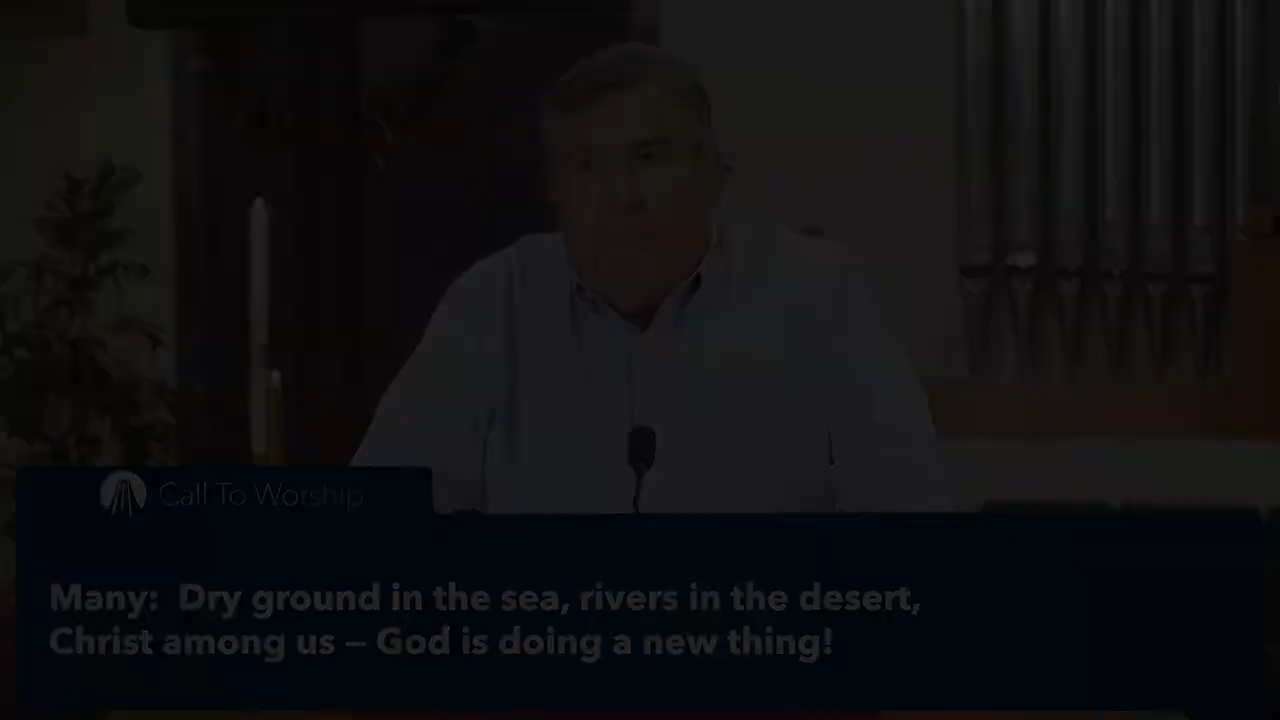 Call To Worship
Many: Dry ground in the sea, rivers in the desert,
Christ among us – God is doing a new thing!